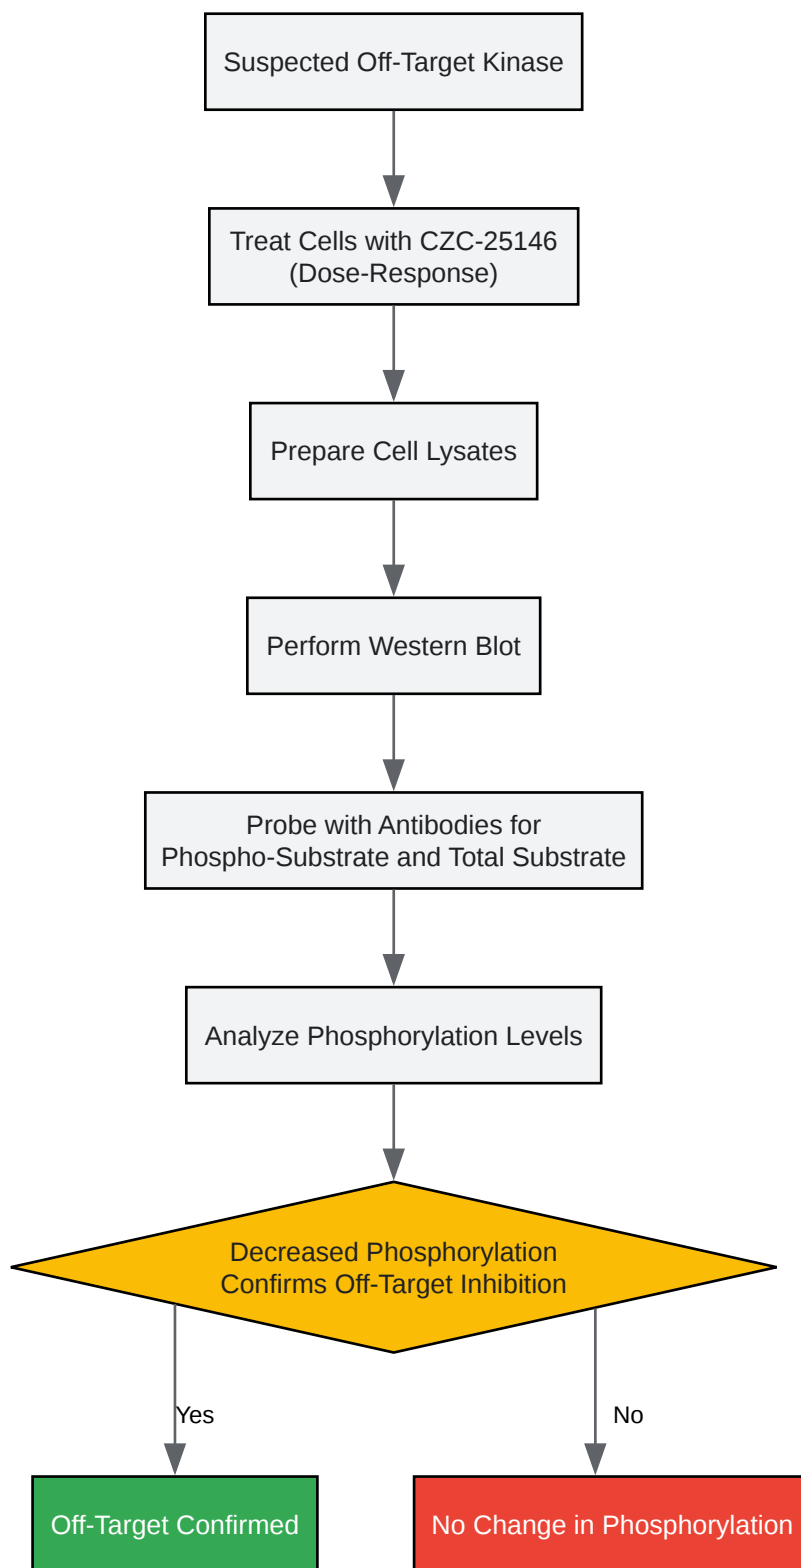 Suspected Off-Target Kinase
Treat Cells with CZC-25146
(Dose-Response)
Prepare Cell Lysates
Perform Western Blot
Probe with Antibodies for
Phospho-Substrate and Total Substrate
Analyze Phosphorylation Levels
Decreased Phosphorylation
Confirms Off-Target Inhibition
Yes
No
Off-Target Confirmed
No Change in Phosphorylation